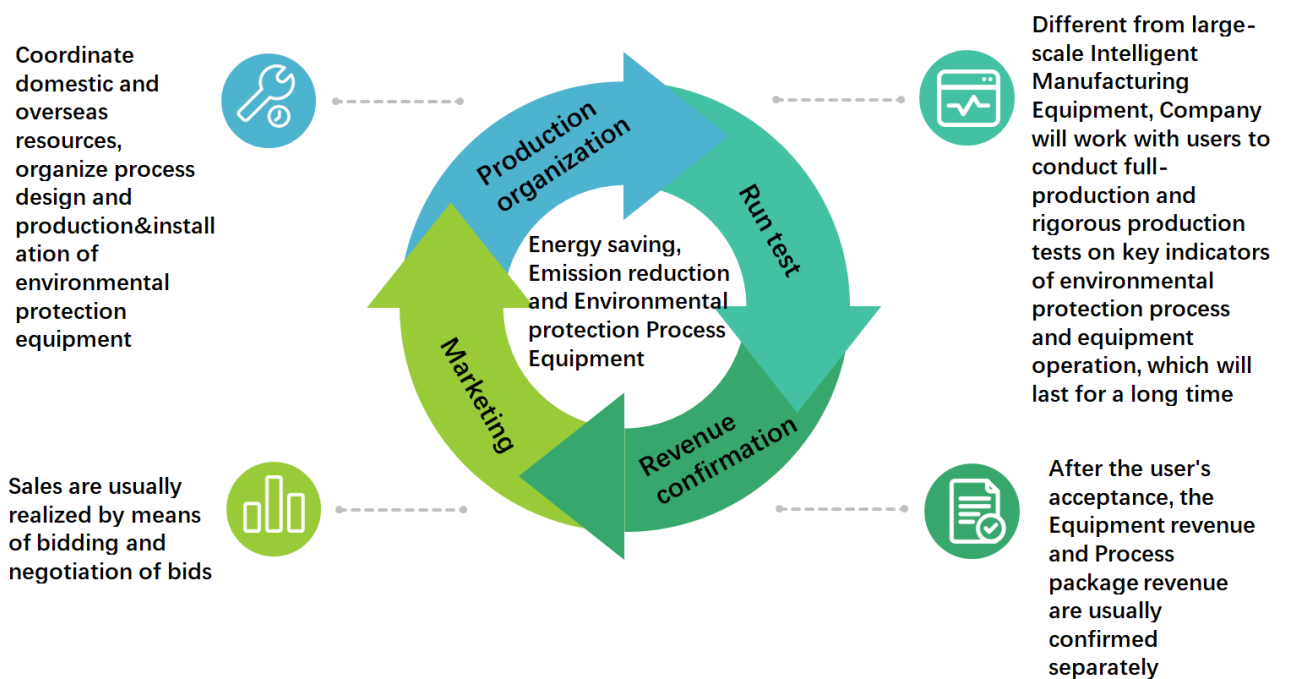 Coordinate
domestic and
overseas
resources,
organize process
design and
production&install
ation of
environmental
protection
equipment
Production
organization
Run test
Different from large-
scale Intelligent
Manufacturing
Equipment, Company
will work with users to
conduct full-
production and
rigorous production
tests on key indicators
of environmental
protection process
and equipment
operation, which will
last for a long time
Energy saving,
Emission reduction
and Environmental
protection Process
Equipment
Marketing
Revenue
confirmation
Sales are usually
realized by means
of bidding and
negotiation of bids
After the user's
acceptance, the
Equipment revenue
and Process
package revenue
are usually
confirmed
separately